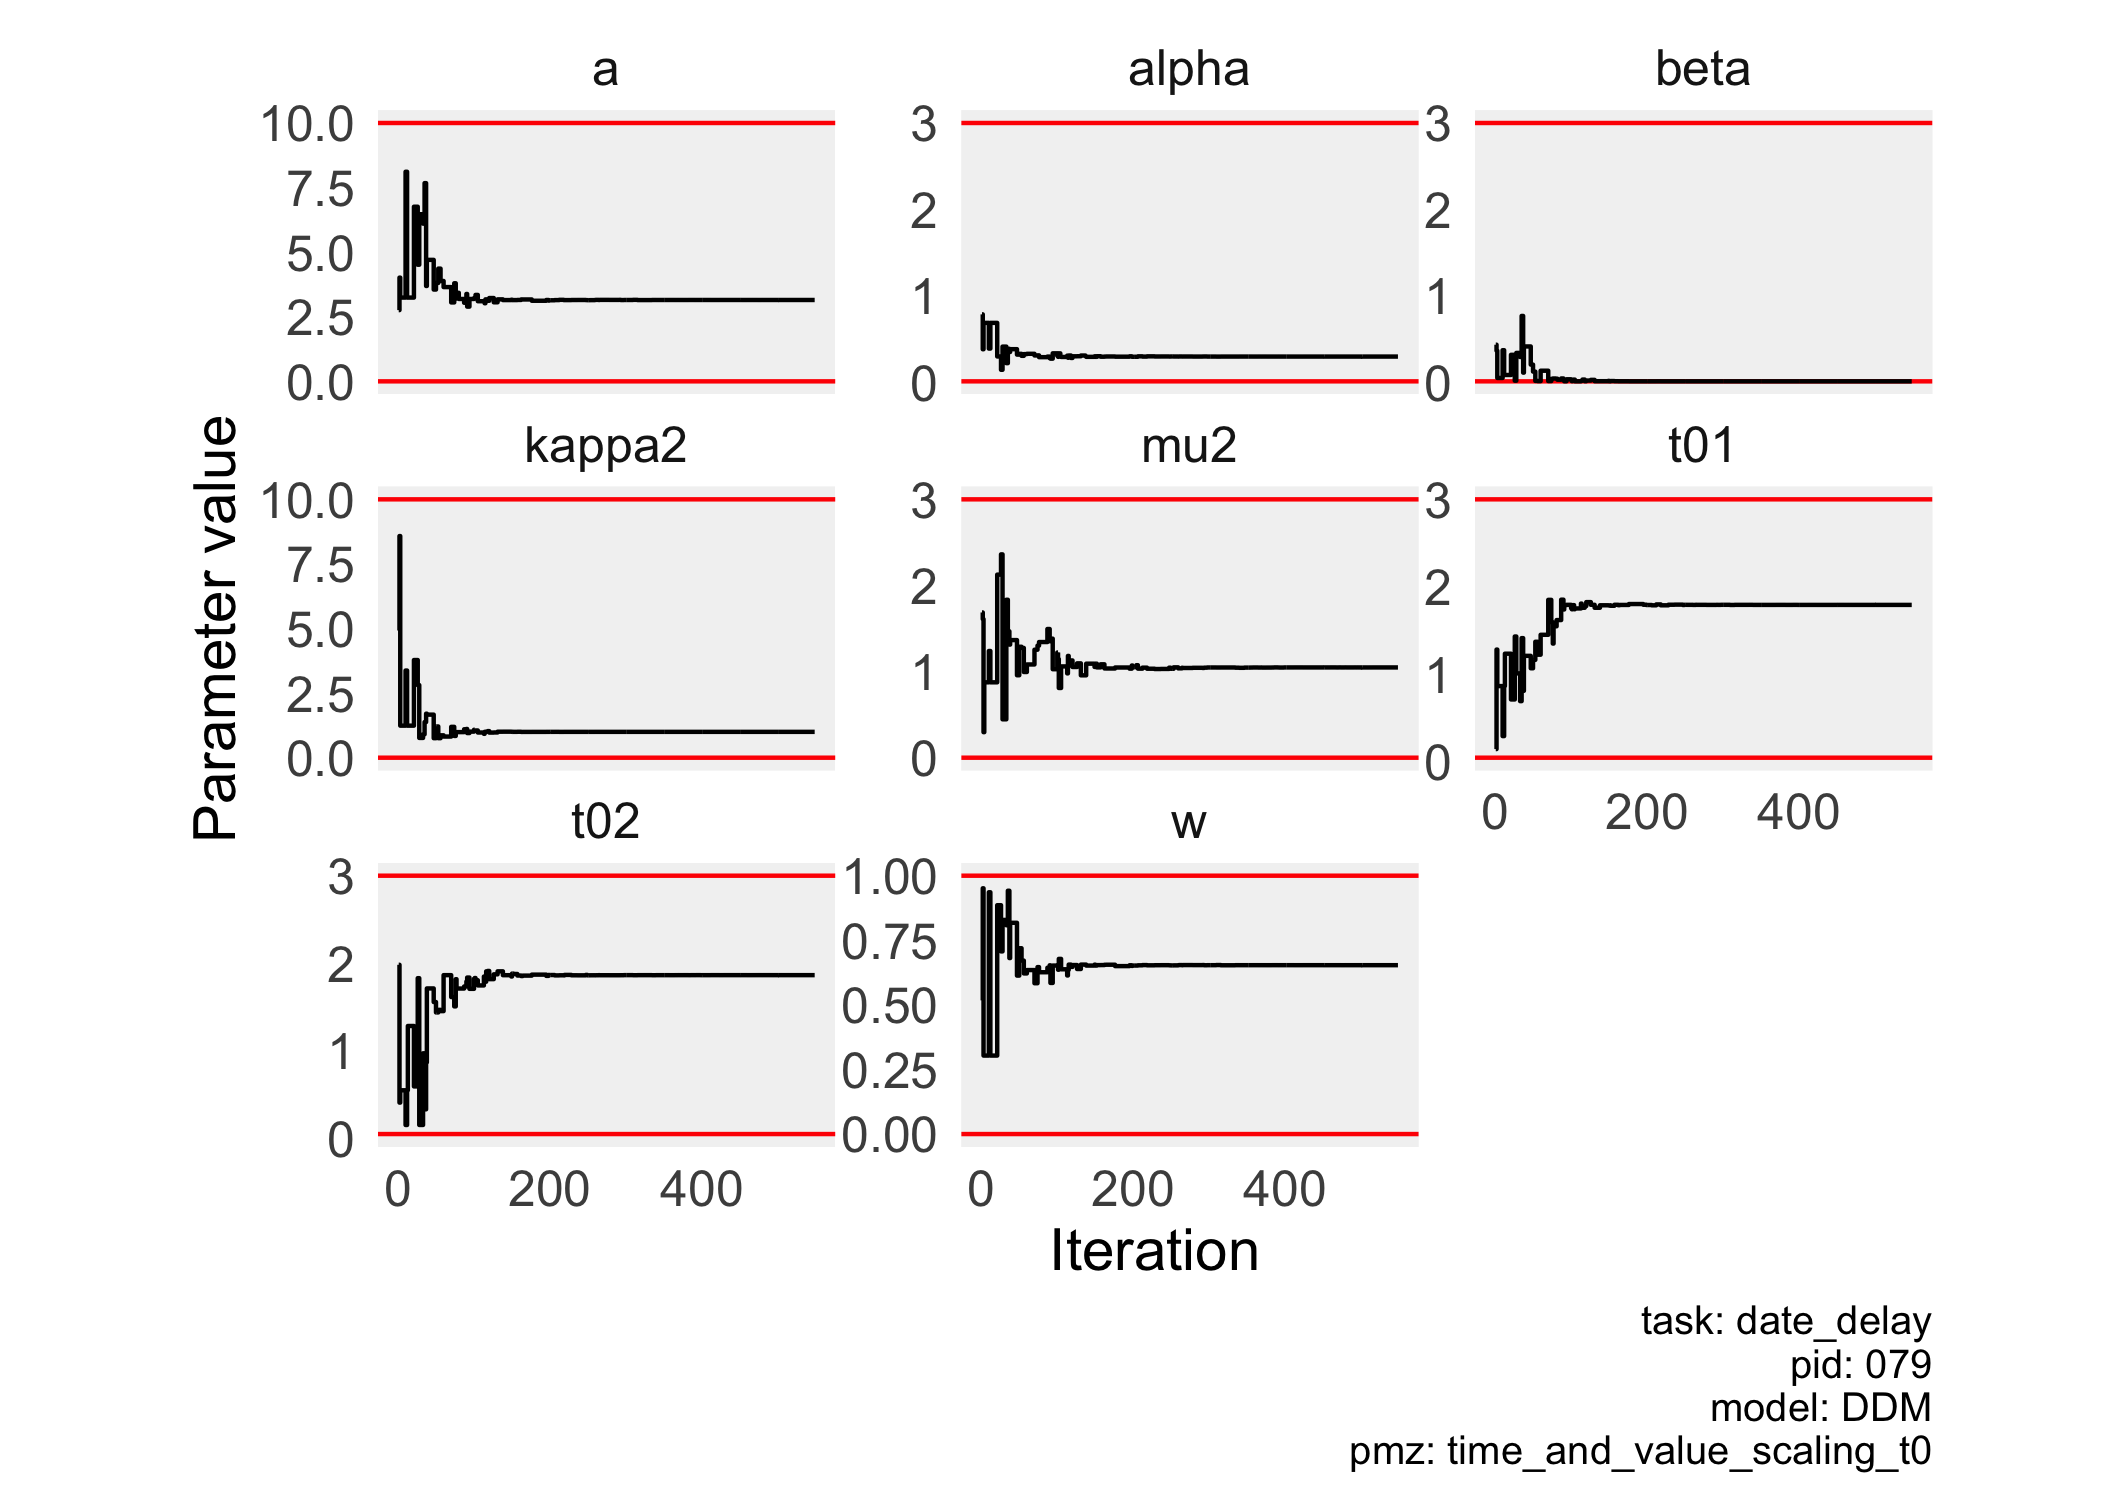 a
alpha
beta
10.0
7.5
5.0
2.5
0.0
3
2
1
0
3
2
1
0
kappa2
mu2
t01
10.0
7.5
5.0
2.5
0.0
3
2
1
0
3
2
1
0
0 200 400
t02
w
3
2
1
0
1.00
0.75
0.50
0.25
0.00
0 200 400
0 200 400
Parameter value
Iteration
task: date_delay
pid: 079
model: DDM
pmz: time_and_value_scaling_t0